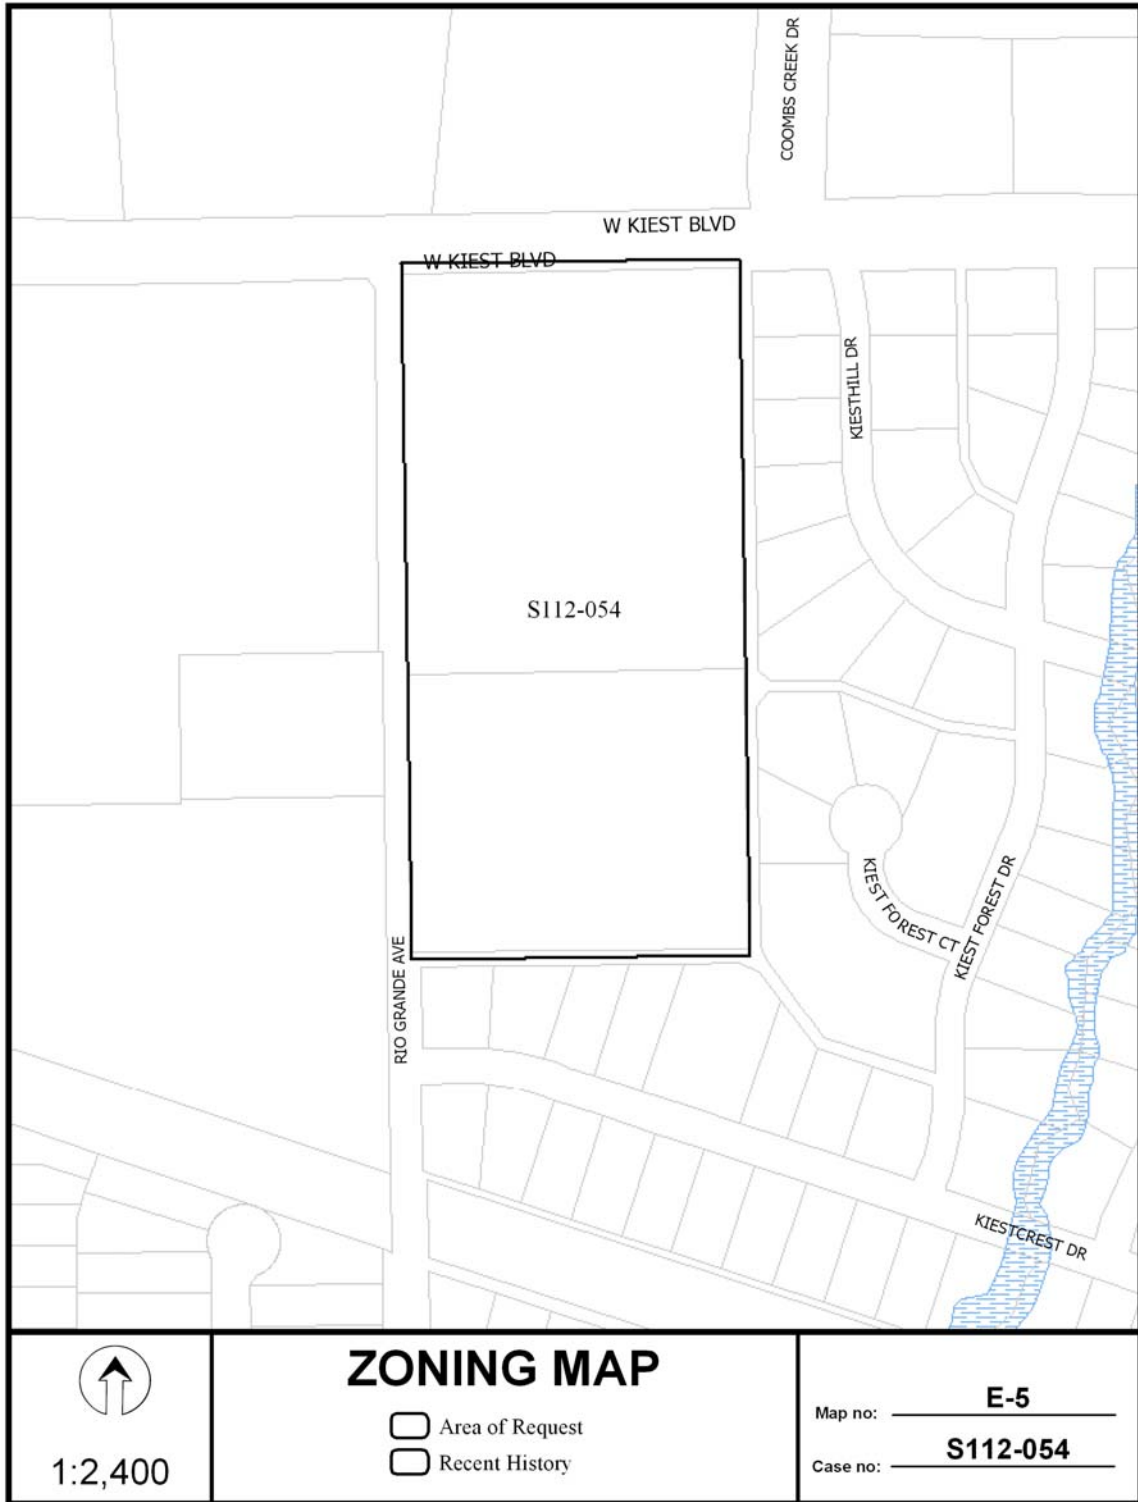 COOMBS CREEK DR
W KIEST BLVD
W KIEST BLVD
KIESTHILL DR
S112-054
KIEST FOREST CT
KIEST FOREST DR
RIO GRANDE AVE
KIESTCREST DR
1:2,400
ZONING MAP
Area of Request
Recent History
Map no: E-5
Case no: S112-054